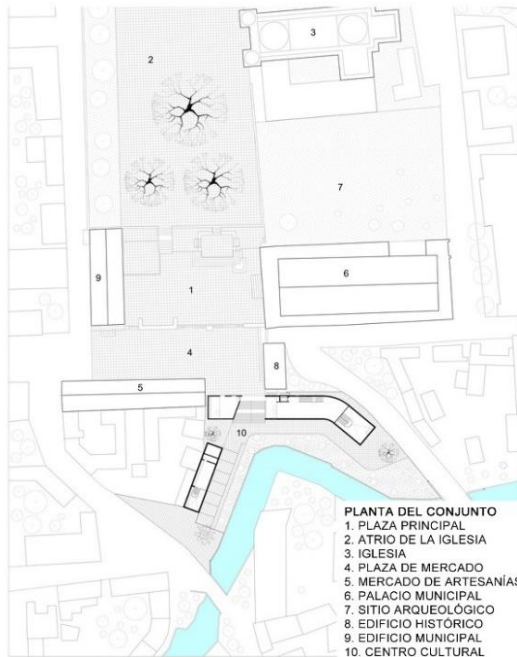 3
2
7
6
9
1
8
4
5
10
PLANTA DEL CONJUNTO
1. PLAZA PRINCIPAL
2. ATRIO DE LA IGLESIA
3. IGLESIA
4. PLAZA DE MERCADO
5. MERCADO DE ARTESANÍAS
6. PALACIO MUNICIPAL
7. SITIO ARQUEOLÓGICO
8. EDIFICIO HISTÓRICO
9. EDIFICIO MUNICIPAL
10. CENTRO CULTURAL